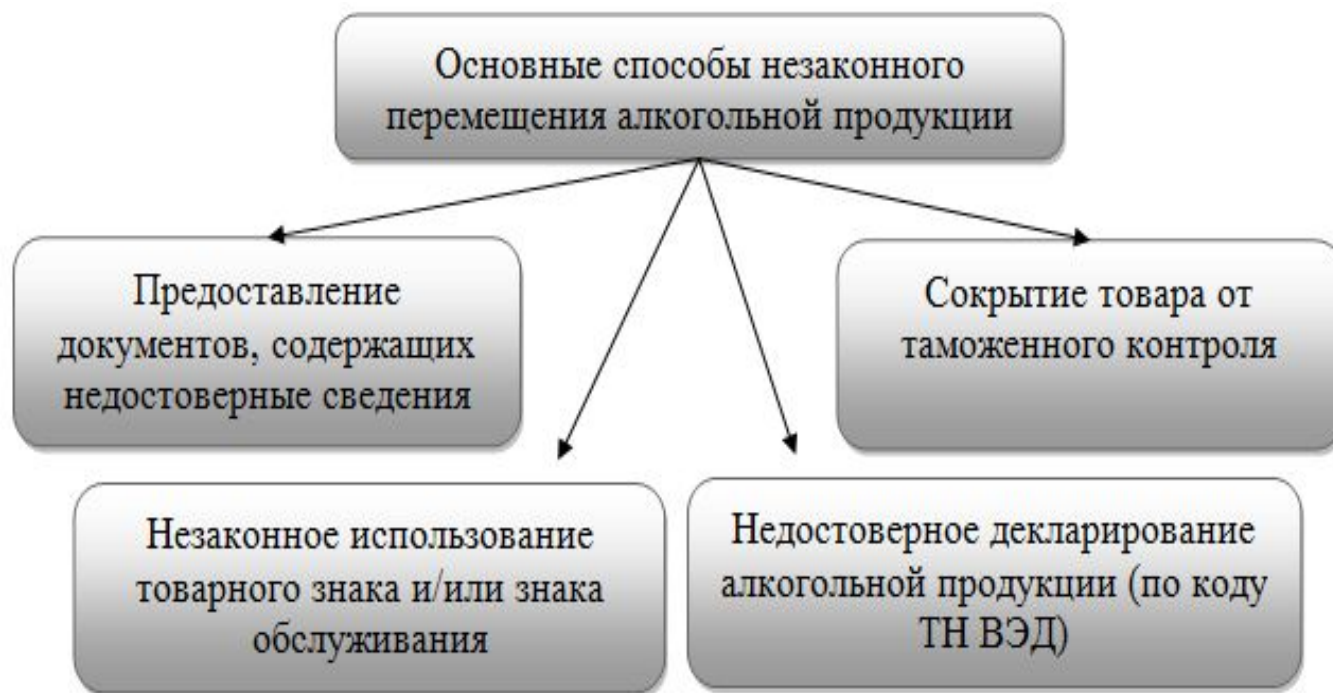 Основные способы незаконного
перемещения алкогольной продукции
Предоставление
документов, содержащих
недостоверные сведения
Сокрытие товара от
таможенного контроля
Незаконное использование
товарного знака и/или знака
обслуживания
Недостоверное декларирование
алкогольной продукции (по коду
ТН ВЭД)